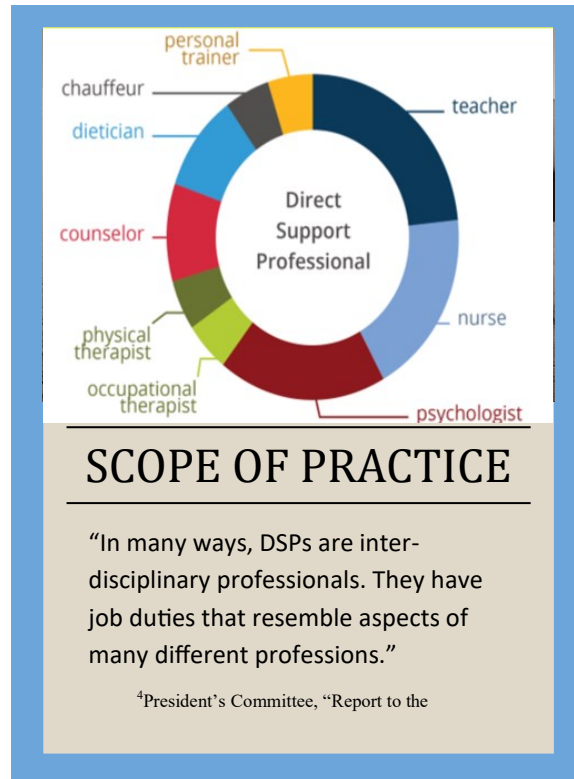 personal
trainer
chauffeur
teacher
dietician
Direct
Support
Professional
counselor
nurse
physical
therapist
occupational
therapist
psychologist
SCOPE OF PRACTICE
“In many ways, DSPs are inter-
disciplinary professionals. They have
job duties that resemble aspects of
many different professions.”
⁴President’s Committee, “Report to the